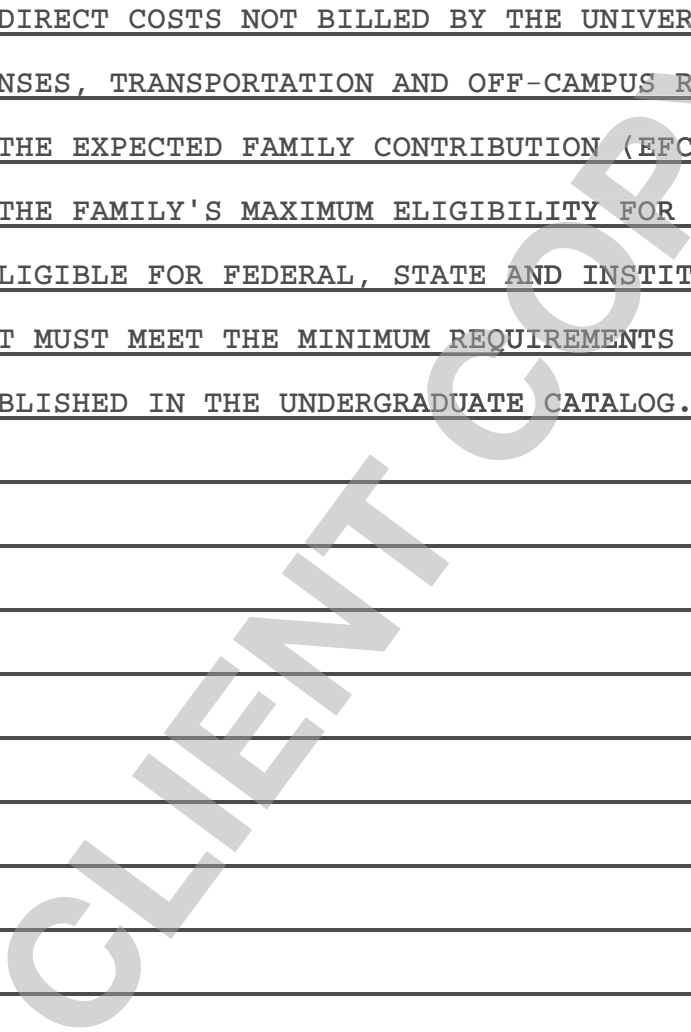 DIRECT COSTS NOT BILLED BY THE UNIVER
NSES, TRANSPORTATION AND OFF-CAMPUS R
THE EXPECTED FAMILY CONTRIBUTION (EFC
THE FAMILY'S MAXIMUM ELIGIBILITY FOR
LIGIBLE FOR FEDERAL, STATE AND INSTIT
T MUST MEET THE MINIMUM REQUIREMENTS
BLISHED IN THE UNDERGRADUATE CATALOG.
CLIENT COPY